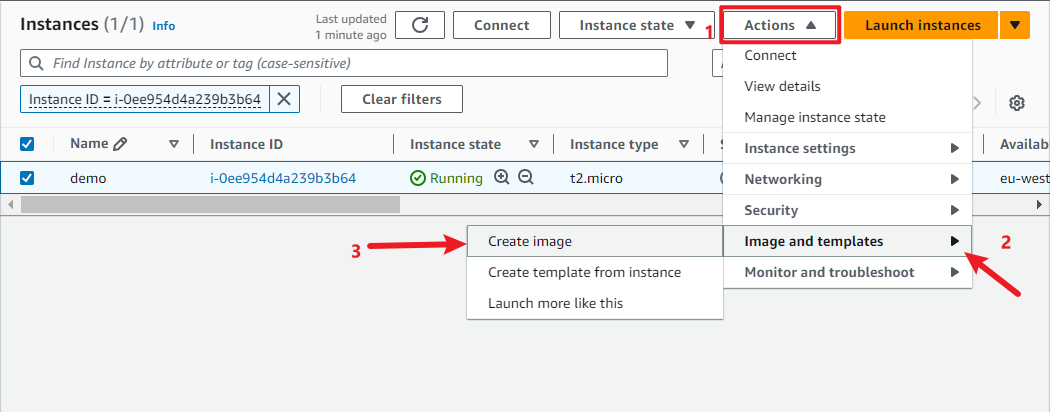 Instances (1/1) Info
Last updated
1 minute ago
Connect
Instance state
1
Actions
Launch instances
Find Instance by attribute or tag (case-sensitive)
Instance ID = i-0ee954d4a239b3b64
Clear filters
Connect
View details
Manage instance state
Instance settings
Networking
Security
Image and templates
Monitor and troubleshoot
2
Name
Instance ID
Instance state
Instance type
S
Availab
demo
i-0ee954d4a239b3b64
Running
t2.micro
eu-west
3
Create image
Create template from instance
Launch more like this